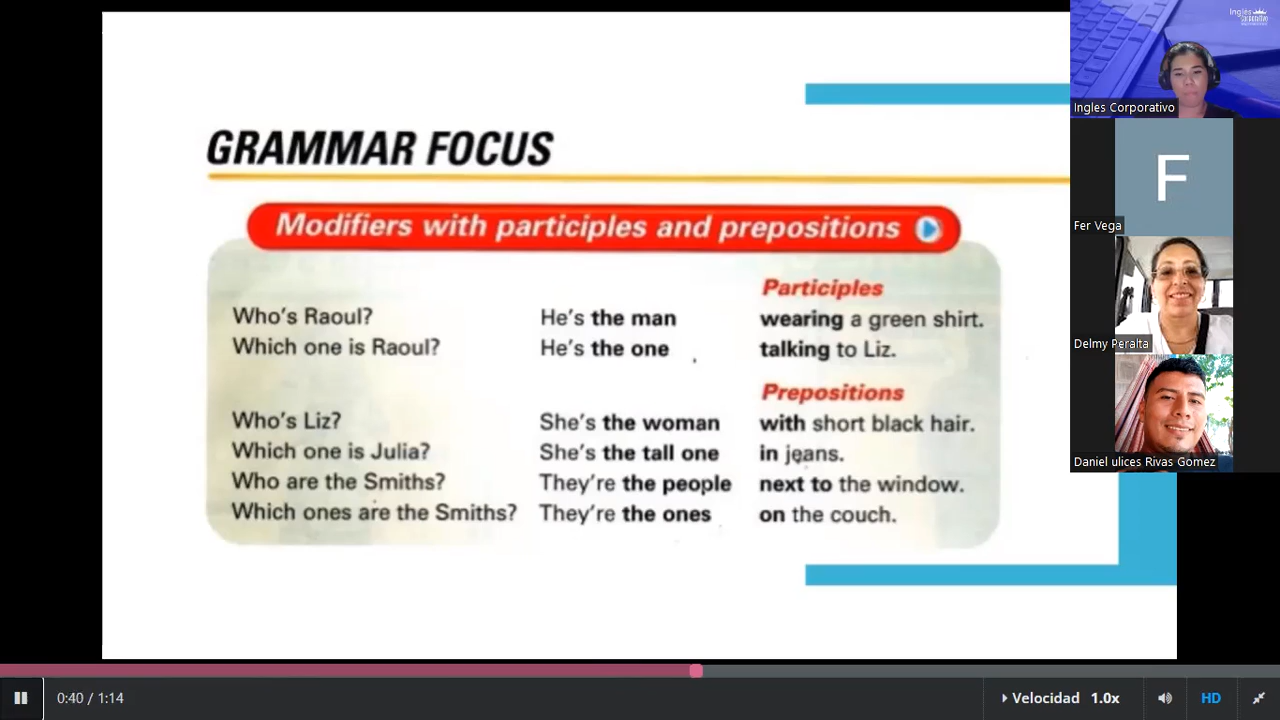 GRAMMAR FOCUS
Modifiers with participles and prepositions
Participles
Who's Raoul? He's the man wearing a green shirt.
Which one is Raoul? He's the one talking to Liz.
Prepositions
Who's Liz? She's the woman with short black hair.
Which one is Julia? She's the tall one in jeans.
Who are the Smiths? They're the people next to the window.
Which ones are the Smiths? They're the ones on the couch.
Ingles Corporativo
F
Fer Vega
Delmy Peralta
Daniel ulices Rivas Gomez
0:40 / 1:14
Velocidad 1.0x
HD